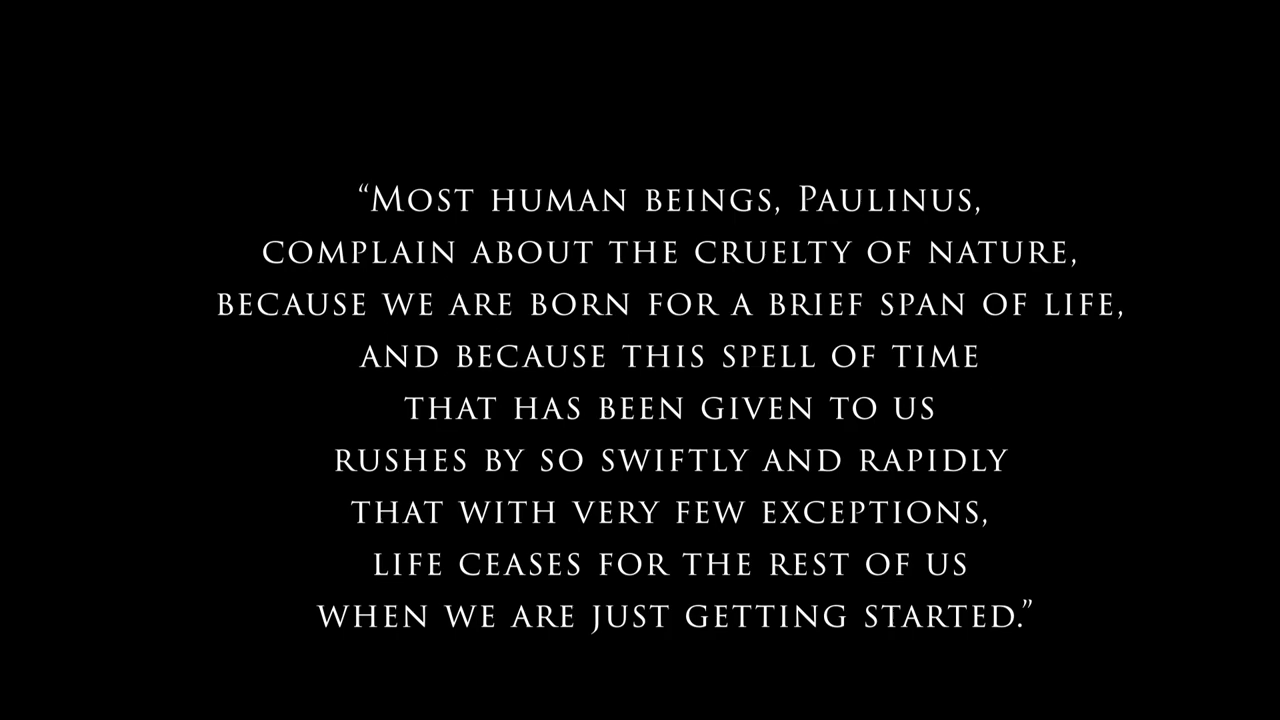 “Most human beings, Paulinus,
complain about the cruelty of nature,
because we are born for a brief span of life,
and because this spell of time
that has been given to us
rushes by so swiftly and rapidly
that with very few exceptions,
life ceases for the rest of us
when we are just getting started.”